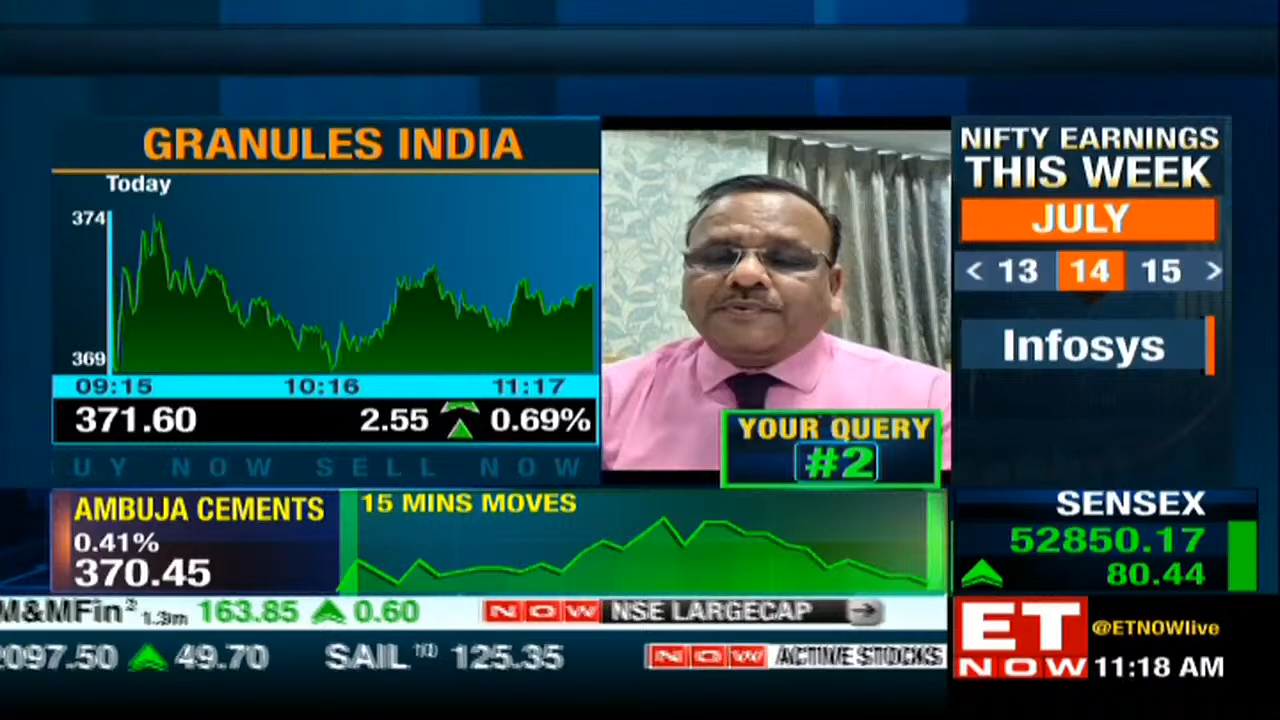 GRANULES INDIA
Today
374
369
09:15 10:16 11:17
371.60 2.55 0.69%
UY NOW SELL NOW
YOUR QUERY
#2
NIFTY EARNINGS
THIS WEEK
JULY
< 13 14 15 >
Infosys
AMBUJA CEMENTS
0.41%
370.45
15 MINS MOVES
SENSEX
52850.17
80.44
M&MFin 1.3m 163.85 0.60 NOW NSE LARGECAP
2097.50 49.70 SAIL 125.35 NOW ACTIVE STOCKS
ET
NOW
@ETNOWlive
11:18 AM